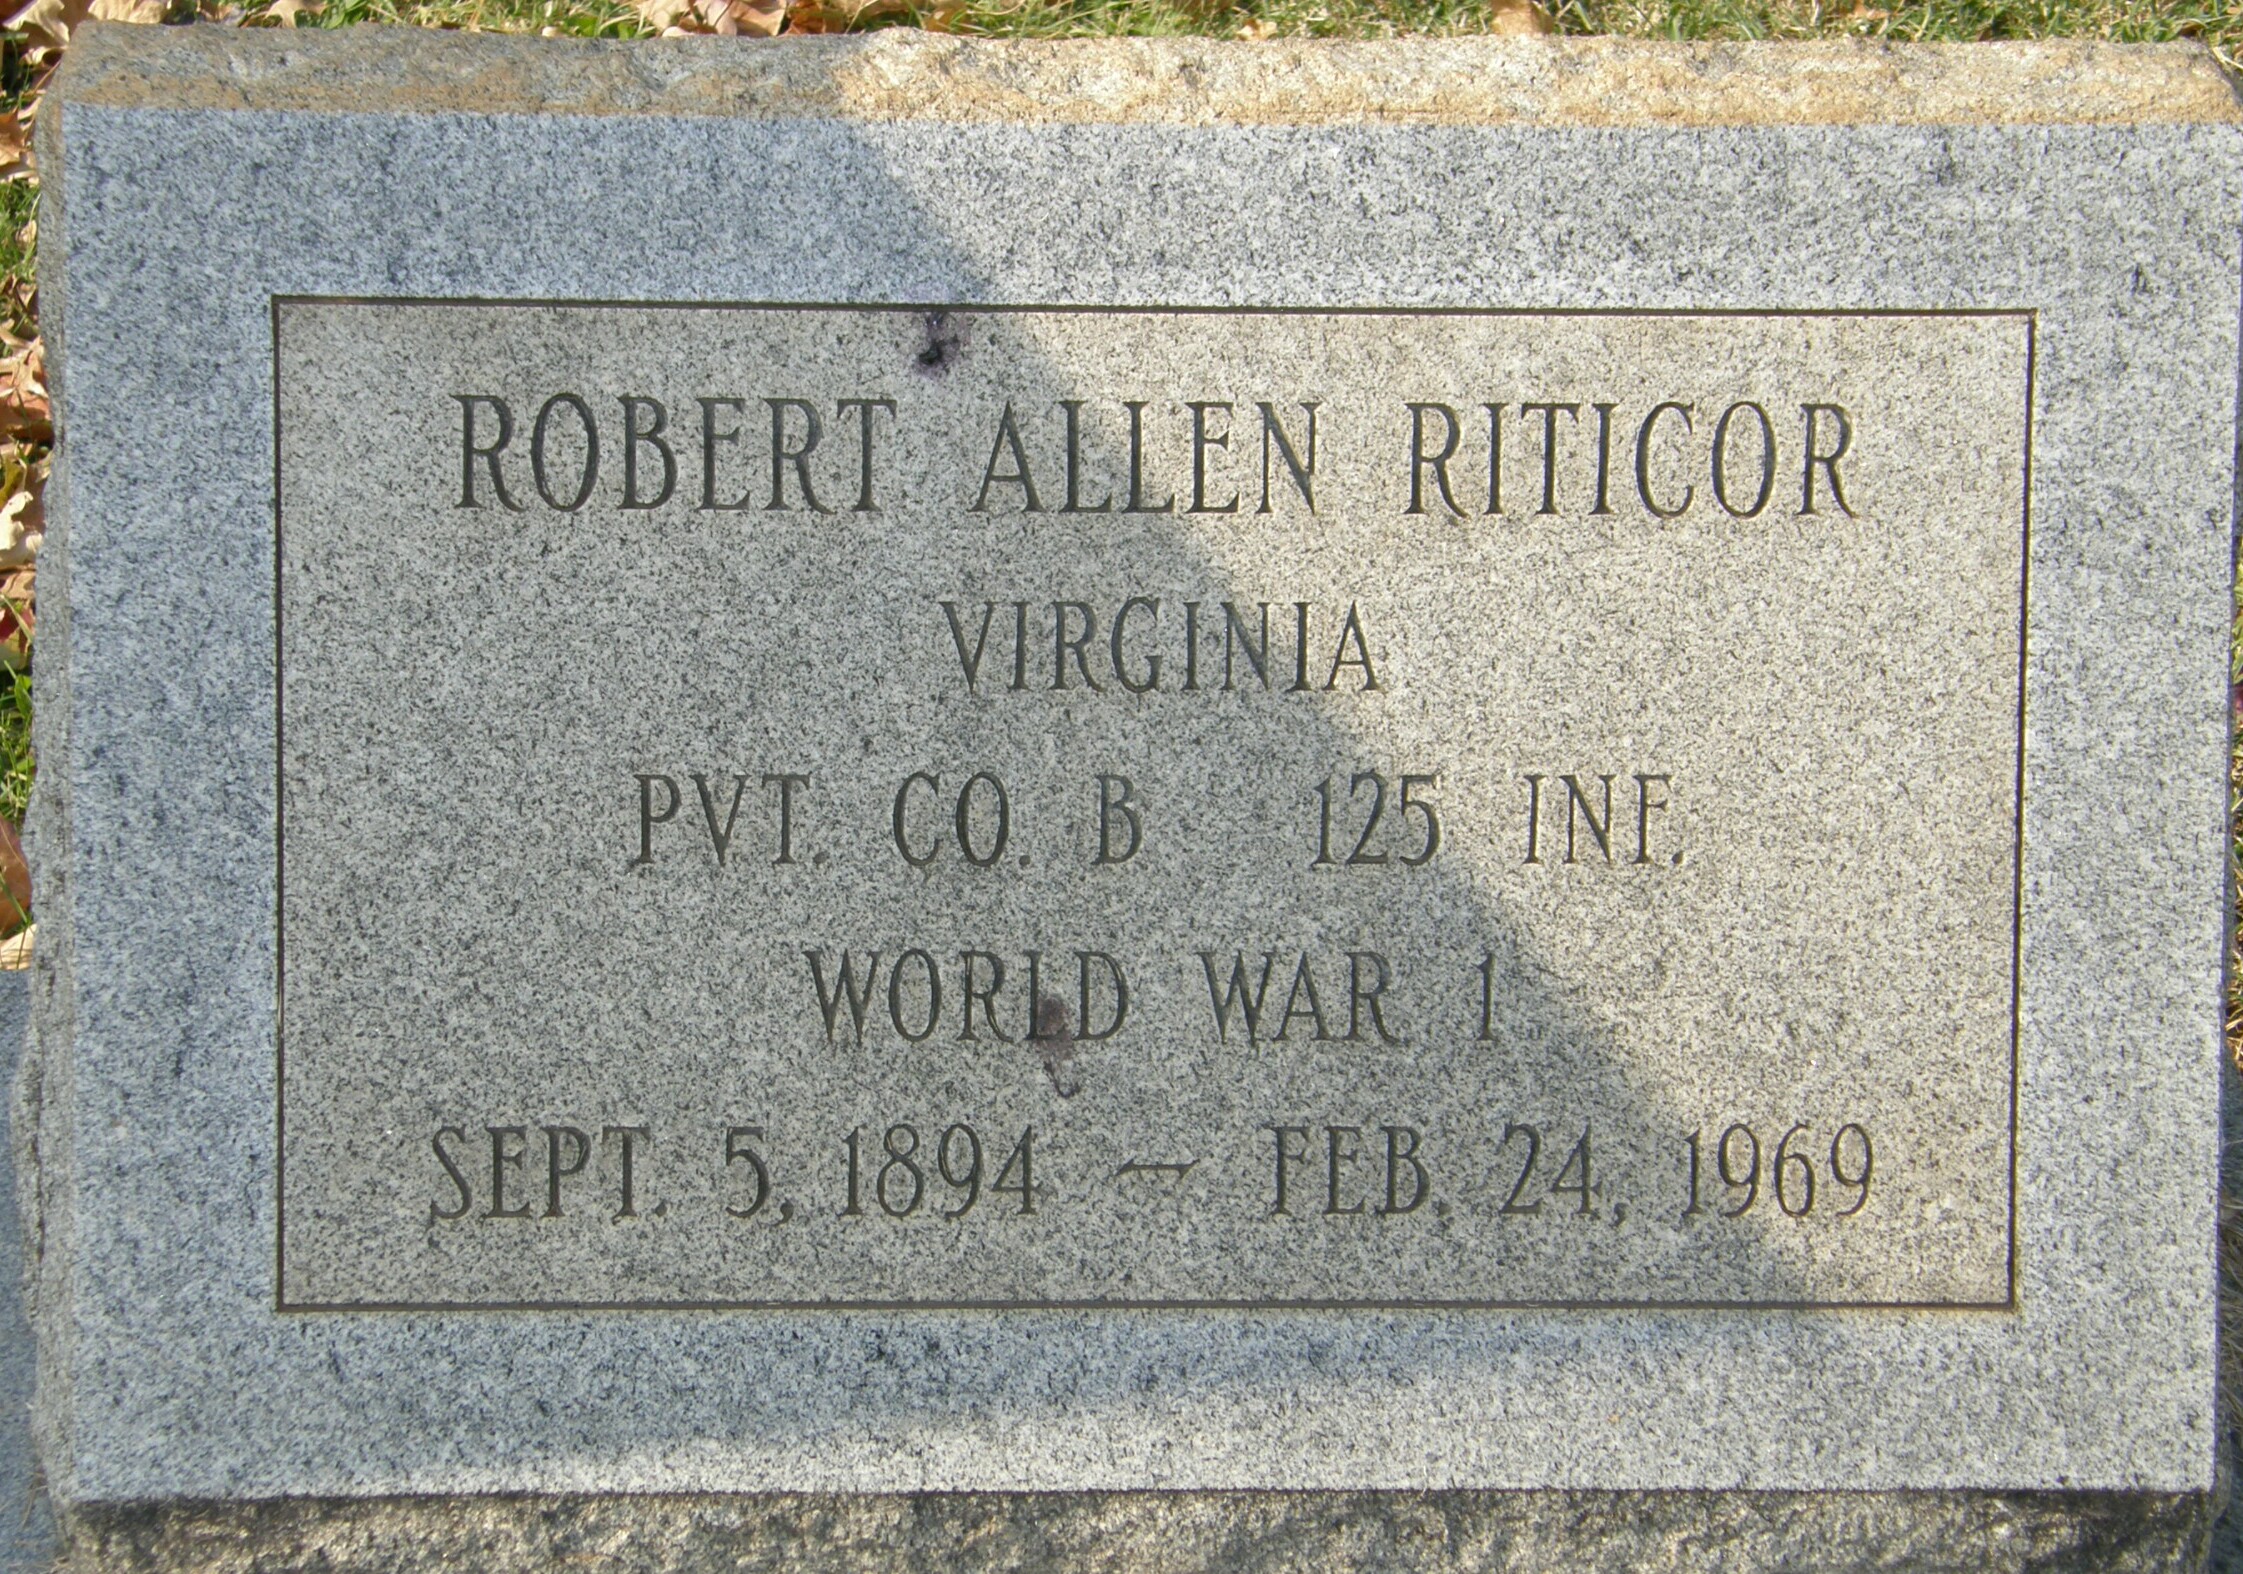 ROBERT ALLEN RITICOR
VIRGINIA
PVT. CO. B 125 INF.
WORLD WAR 1
SEPT. 5, 1894 — FEB. 24, 1969